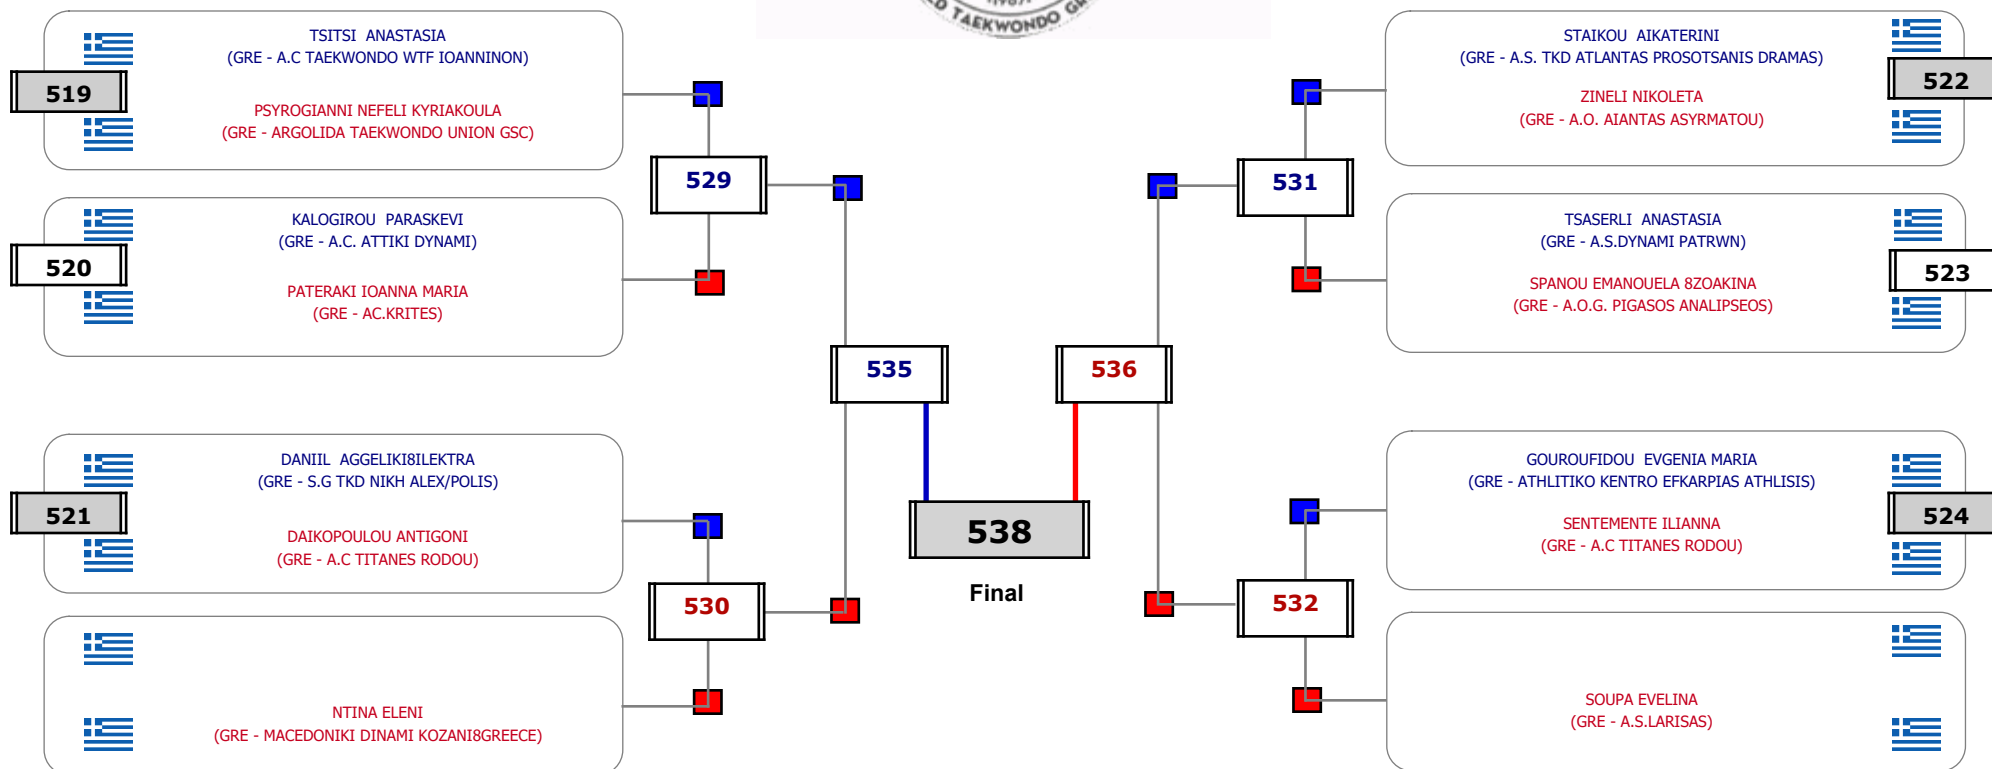 TAEKWONDO
TSITSI ANASTASIA
(GRE - A.C TAEKWONDO WTF IOANNINON)
519
PSYROGIANNI NEFELI KYRIAKOULA
(GRE - ARGOLIDA TAEKWONDO UNION GSC)
529
KALOGIROU PARASKEVI
(GRE - A.C. ATTIKI DYNAMI)
520
PATERAKI IOANNA MARIA
(GRE - AC.KRITES)
535
DANIIL AGGELIKI8ILEKTRA
(GRE - S.G TKD NIKH ALEX/POLIS)
521
DAIKOPOULOU ANTIGONI
(GRE - A.C TITANES RODOU)
530
NTINA ELENI
(GRE - MACEDONIKI DINAMI KOZANI8GREECE)
538
Final
STAIKOU AIKATERINI
(GRE - A.S. TKD ATLANTAS PROSOTSANIS DRAMAS)
522
ZINELI NIKOLETA
(GRE - A.O. AIANTAS ASYRMATOU)
531
TSASERLI ANASTASIA
(GRE - A.S.DYNAMI PATRWN)
523
SPANOU EMANOUELA 8ZOAKINA
(GRE - A.O.G. PIGASOS ANALIPSEOS)
536
GOUROUFIDOU EVGENIA MARIA
(GRE - ATHLITIKO KENTRO EFKARPIAS ATHLISIS)
524
SENTEMENTE ILIANNA
(GRE - A.C TITANES RODOU)
532
SOUPA EVELINA
(GRE - A.S.LARISAS)